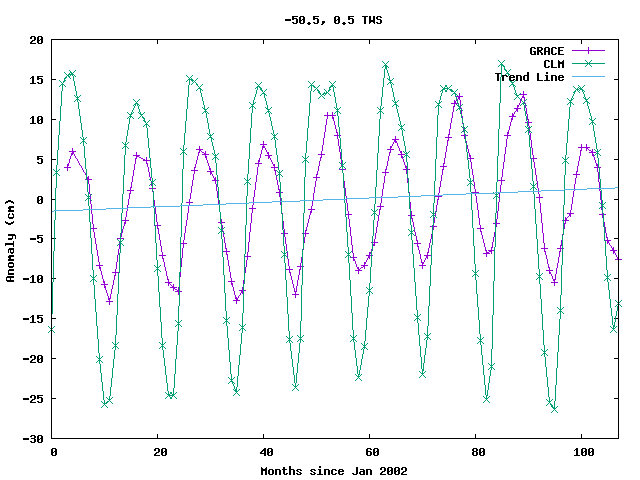 -50.5, 0.5 TWS
GRACE
CLM
Trend Line
20
15
10
5
0
-5
-10
-15
-20
-25
-30
Anomaly (cm)
0 20 40 60 80 100
Months since Jan 2002